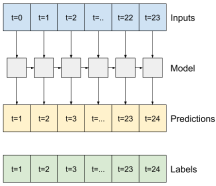 t=0 t=1 t=2 t=.. t=22 t=23 Inputs
Model
t=1 t=2 t=3 t=... t=23 t=24 Predictions
t=1 t=2 t=3 t=... t=23 t=24 Labels